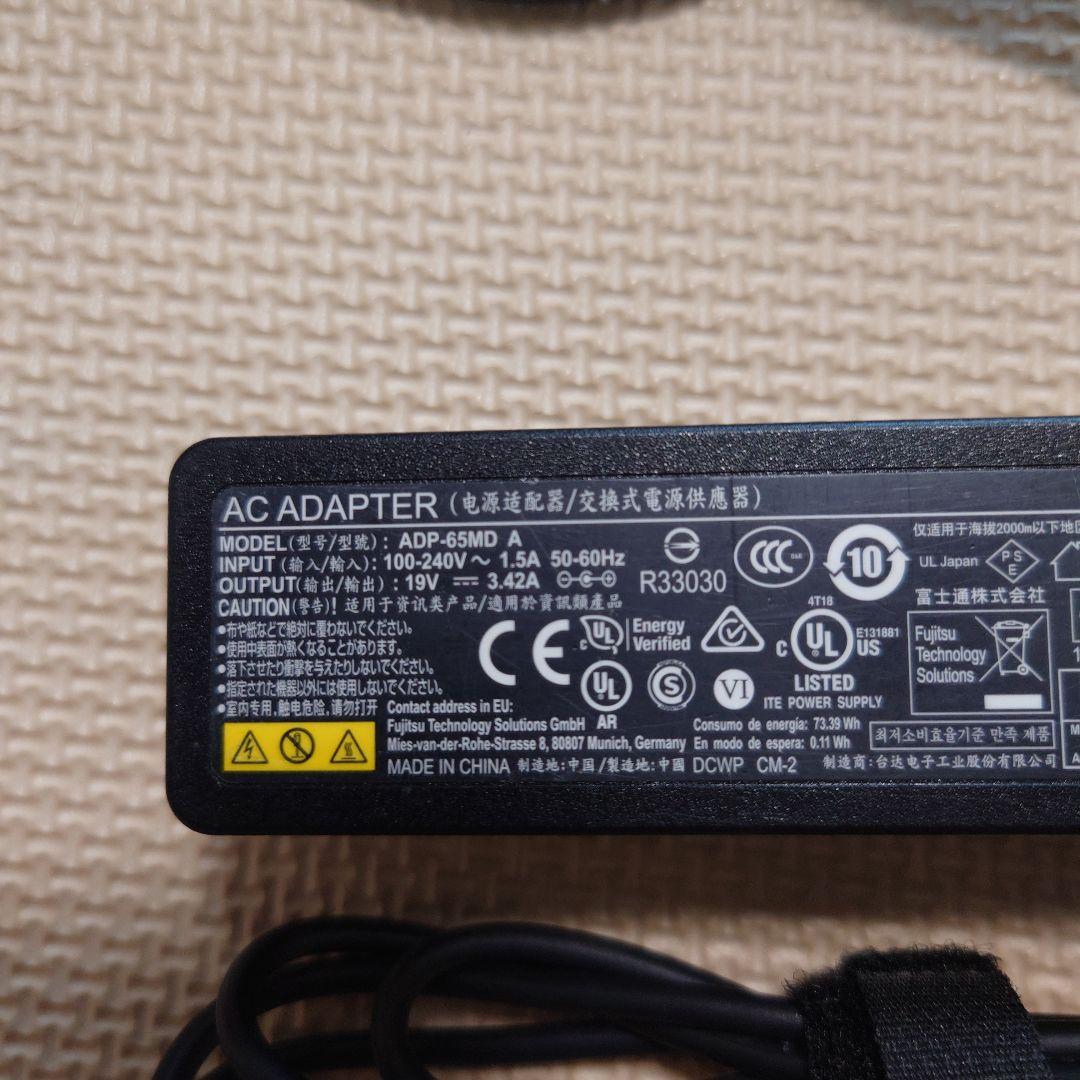 AC ADAPTER (电源适配器/交換式電源供應器)
MODEL(型号/型號): ADP-65MD A
INPUT (输入/輸入): 100-240V～ 1.5A 50-60Hz
OUTPUT(输出/輸出): 19V 3.42A
CAUTION(警告)! 适用于资讯类产品/適用於資訊類產品
●布や紙などで絶対に覆わないでください。
●使用中表面が熱くなることがあります。
●落下させたり衝撃を与えたりしないでください。
●指定された機器以外には使用しないでください。
●室内专用,触电危险,请勿打开
R33030
CCC
10
仅适用于海拔2000m以下地区
UL Japan
PS
E
富士通株式会社
CE
UL
Energy
Verified
4T18
C UL US
E131881
LISTED
ITE POWER SUPPLY
Fujitsu
Technology
Solutions
UL
AR
S
VI
Contact address in EU:
Fujitsu Technology Solutions GmbH
Mies-van-der-Rohe-Strasse 8, 80807 Munich, Germany
Consumo de energía: 73.39 Wh
En modo de espera: 0.11 Wh
최저소비효율기준 만족 제품
MADE IN CHINA 制造地:中国/製造地:中國 DCWP CM-2 制造商:台达电子工业股份有限公司